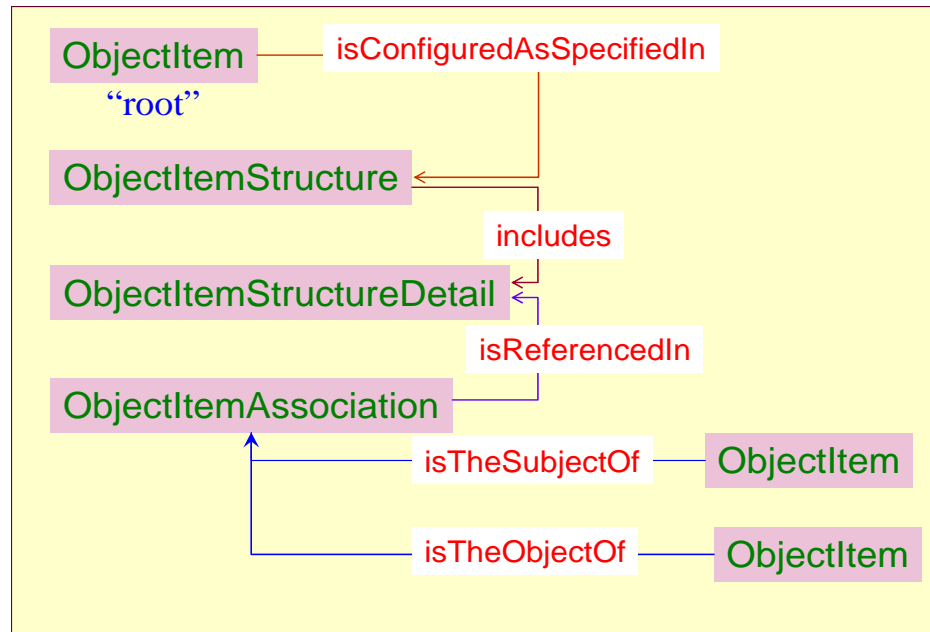 ObjectItem
isConfiguredAsSpecifiedIn
“root”
ObjectItemStructure
includes
ObjectItemStructureDetail
isReferencedIn
ObjectItemAssociation
isTheSubjectOf
ObjectItem
isTheObjectOf
ObjectItem